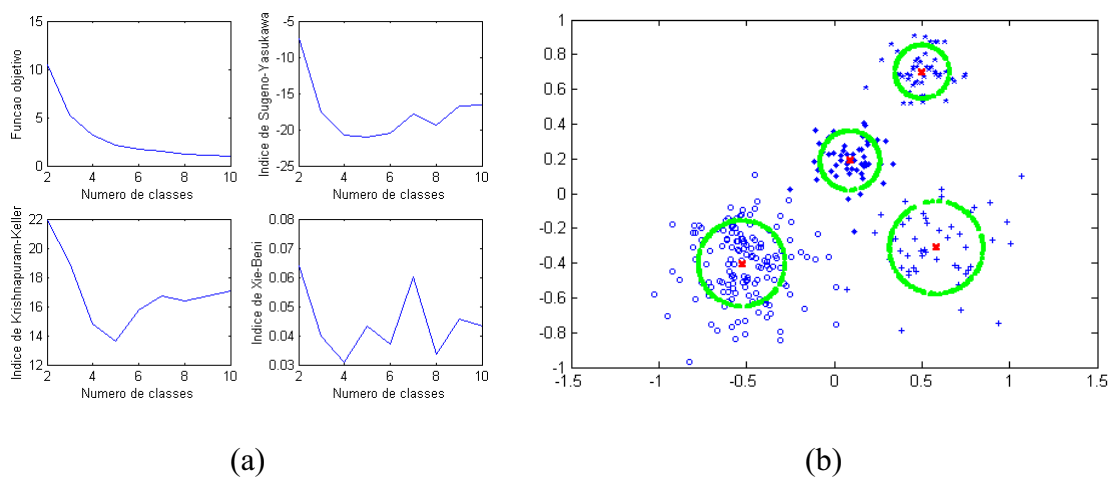 Funcao objetivo
15
10
5
0
2 4 6 8 10
Numero de classes
Indice de Sugeno-Yasukawa
-5
-10
-15
-20
-25
2 4 6 8 10
Numero de classes
Indice de Krishnapuram-Keller
22
20
18
16
14
12
2 4 6 8 10
Numero de classes
Indice de Xie-Beni
0.08
0.07
0.06
0.05
0.04
0.03
2 4 6 8 10
Numero de classes
(a)
1
0.8
0.6
0.4
0.2
0
-0.2
-0.4
-0.6
-0.8
-1
-1.5 -1 -0.5 0 0.5 1 1.5
(b)